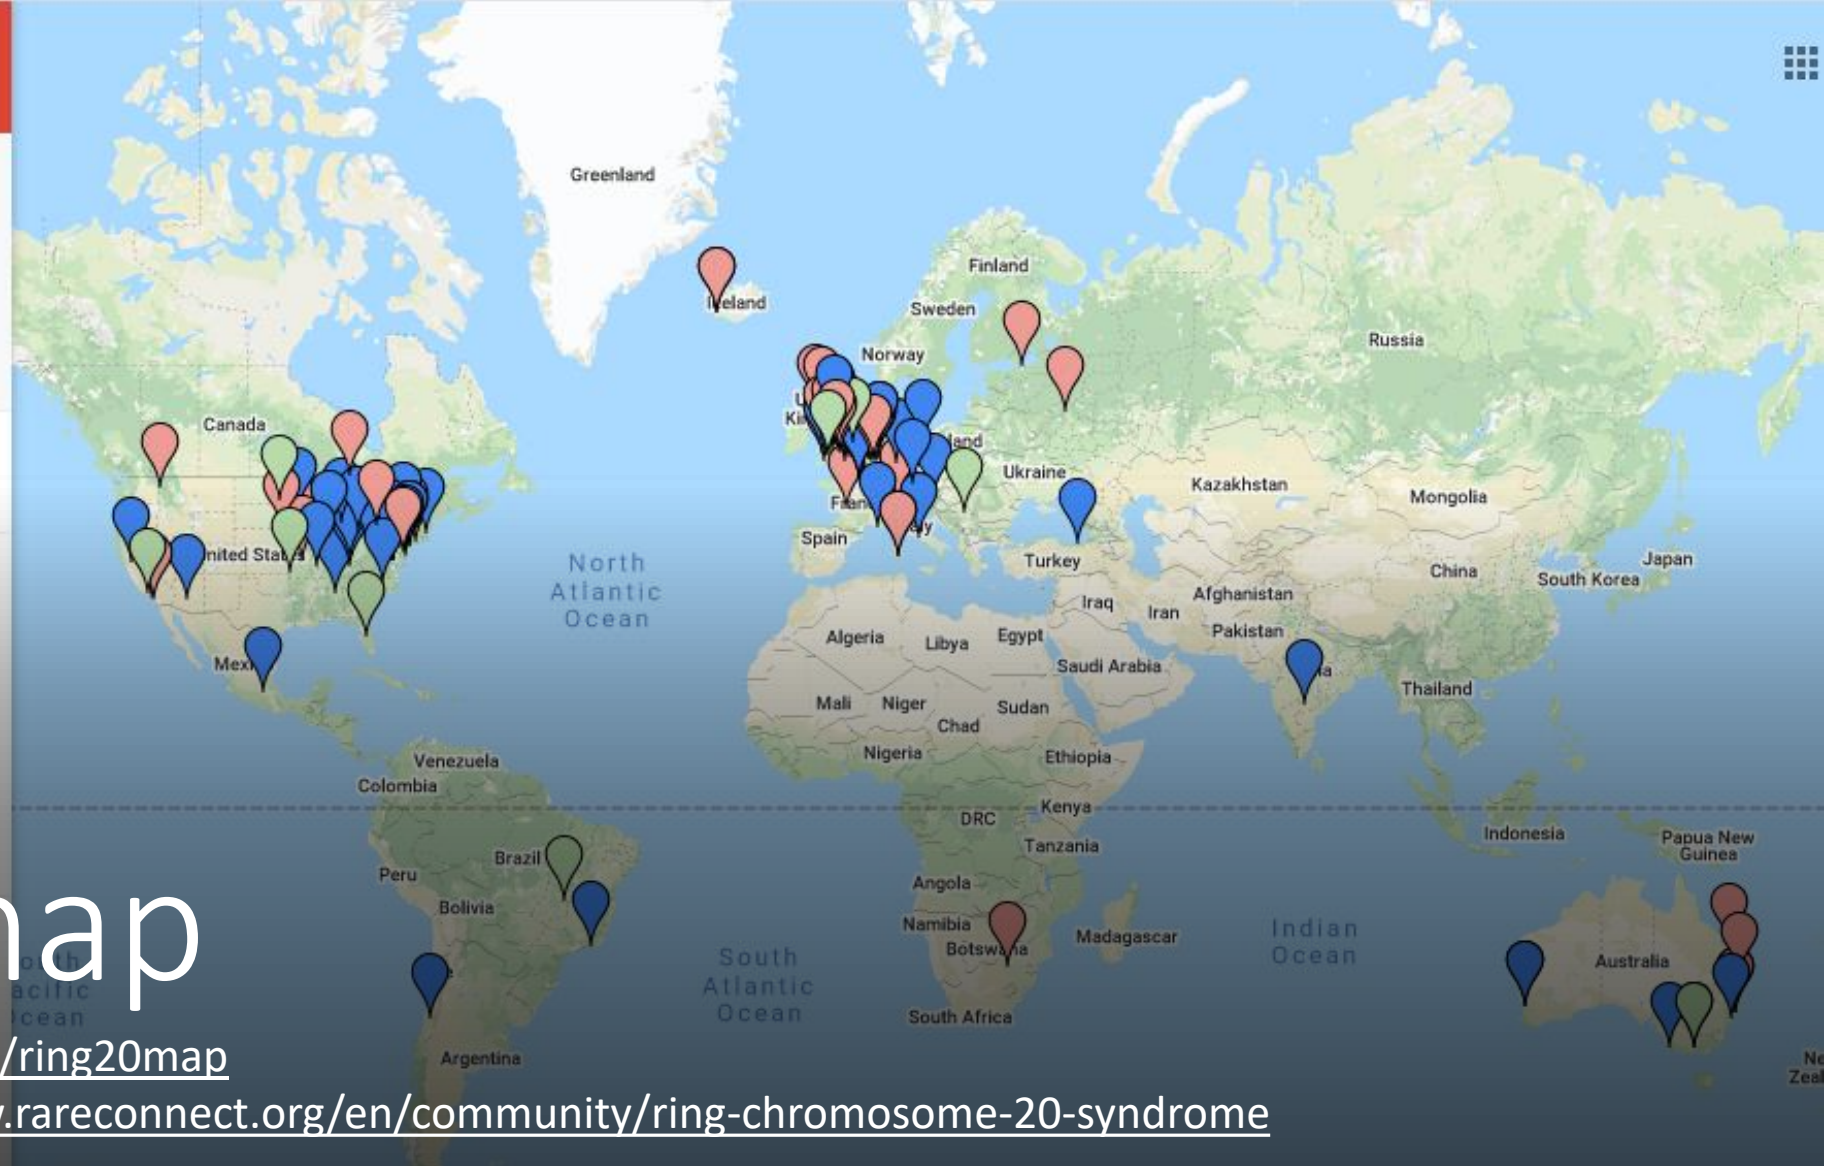 Greenland
Iceland
Finland
Sweden
Norway
Russia
Canada
Ukraine
Kazakhstan
Mongolia
Spain
North
Atlantic
Ocean
Turkey
China
Japan
South Korea
Iraq
Iran
Afghanistan
Pakistan
Algeria
Libya
Egypt
Saudi Arabia
Thailand
Mali
Niger
Chad
Sudan
Nigeria
Ethiopia
Venezuela
Colombia
DRC
Kenya
Tanzania
Indonesia
Papua New
Guinea
Brazil
Peru
Bolivia
Angola
Namibia
Botswana
Madagascar
Indian
Ocean
Australia
South
Atlantic
Ocean
South Africa
Argentina
/ring20map
.rareconnect.org/en/community/ring-chromosome-20-syndrome